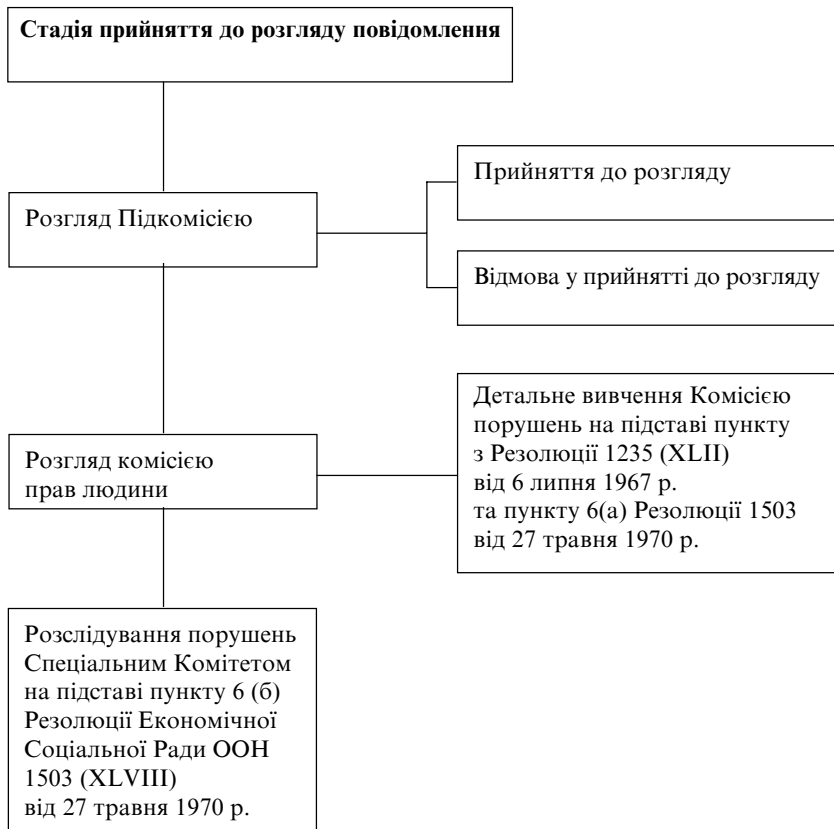 Стадія прийняття до розгляду повідомлення
Розгляд Підкомісією
Прийняття до розгляду
Відмова у прийнятті до розгляду
Розгляд комісією
прав людини
Детальне вивчення Комісією
порушень на підставі пункту
з Резолюції 1235 (XLII)
від 6 липня 1967 р.
та пункту 6(а) Резолюції 1503
від 27 травня 1970 р.
Розслідування порушень
Спеціальним Комітетом
на підставі пункту 6 (б)
Резолюції Економічної
Соціальної Ради ООН
1503 (XLVIII)
від 27 травня 1970 р.